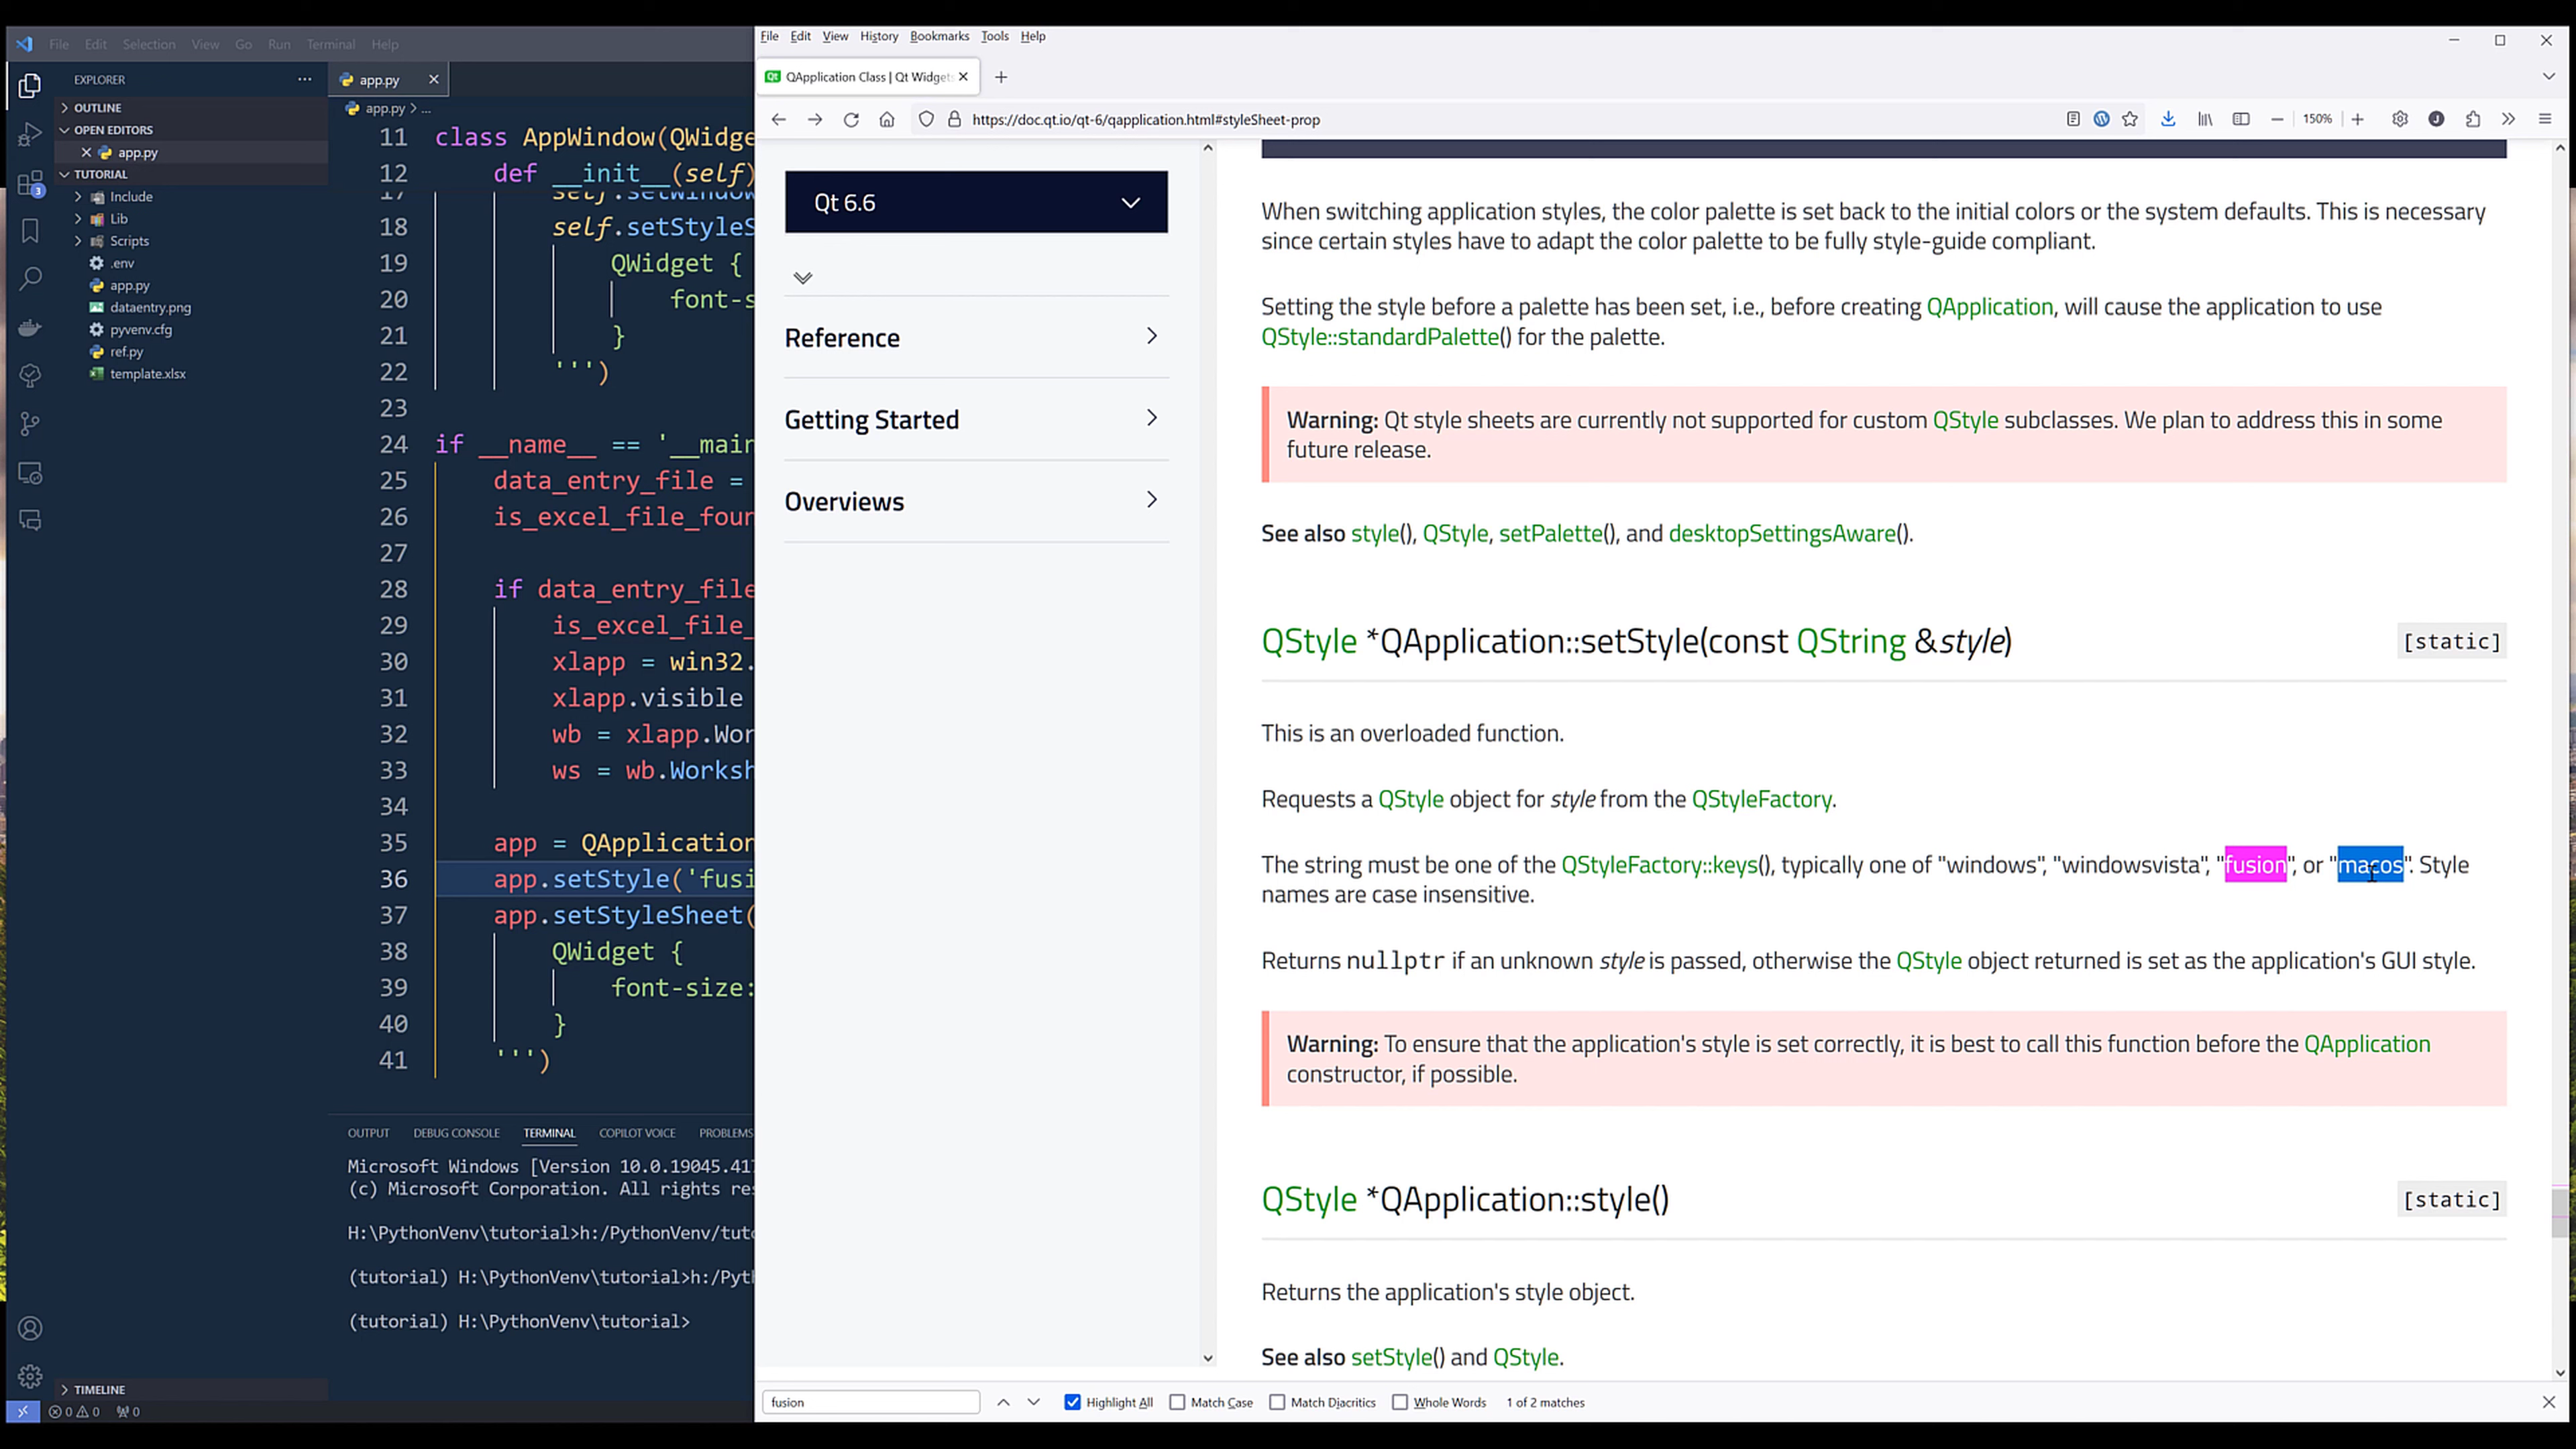 File Edit Selection View Go Run Terminal Help
EXPLORER
OUTLINE
OPEN EDITORS
app.py
TUTORIAL
Include
Lib
Scripts
.env
app.py
dataentry.png
pyvenv.cfg
ref.py
template.xlsx
TIMELINE
3
0 0 0
app.py
app.py > ...
11 class AppWindow(QWidge
12 def __init__(self)
17 self.setWindow
18 self.setStyleS
19 QWidget {
20 font-s
21 }
22 ''')
23
24 if __name__ == '__main
25 data_entry_file =
26 is_excel_file_four
27
28 if data_entry_file
29 is_excel_file_
30 xlapp = win32.
31 xlapp.visible
32 wb = xlapp.Wor
33 ws = wb.Worksh
34
35 app = QApplication
36 app.setStyle('fusi
37 app.setStyleSheet(
38 QWidget {
39 font-size:
40 }
41 ''')
OUTPUT DEBUG CONSOLE TERMINAL COPILOT VOICE PROBLEMS
Microsoft Windows [Version 10.0.19045.417
(c) Microsoft Corporation. All rights res
H:\PythonVenv\tutorial>h:/PythonVenv/tuto
(tutorial) H:\PythonVenv\tutorial>h:/Pyth
(tutorial) H:\PythonVenv\tutorial>
File Edit View History Bookmarks Tools Help
Qt QApplication Class | Qt Widgets
https://doc.qt.io/qt-6/qapplication.html#styleSheet-prop
150%
J
Qt 6.6
Reference
Getting Started
Overviews
When switching application styles, the color palette is set back to the initial colors or the system defaults. This is necessary
since certain styles have to adapt the color palette to be fully style-guide compliant.
Setting the style before a palette has been set, i.e., before creating QApplication, will cause the application to use
QStyle::standardPalette() for the palette.
Warning: Qt style sheets are currently not supported for custom QStyle subclasses. We plan to address this in some
future release.
See also style(), QStyle, setPalette(), and desktopSettingsAware().
QStyle *QApplication::setStyle(const QString &style)
[static]
This is an overloaded function.
Requests a QStyle object for style from the QStyleFactory.
The string must be one of the QStyleFactory::keys(), typically one of "windows", "windowsvista", "fusion", or "macos". Style
names are case insensitive.
Returns nullptr if an unknown style is passed, otherwise the QStyle object returned is set as the application's GUI style.
Warning: To ensure that the application's style is set correctly, it is best to call this function before the QApplication
constructor, if possible.
QStyle *QApplication::style()
[static]
Returns the application's style object.
See also setStyle() and QStyle.
fusion
Highlight All Match Case Match Diacritics Whole Words 1 of 2 matches